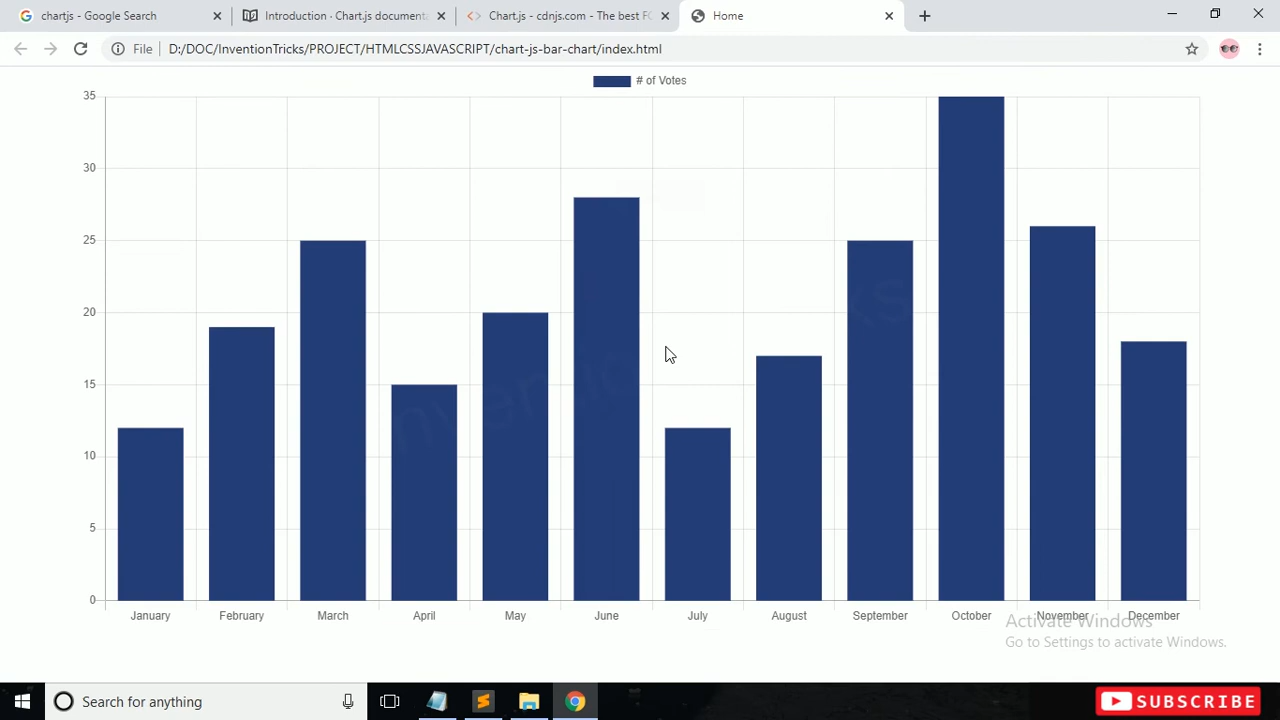 chartjs - Google Search
Introduction · Chart.js documenta
Chart.js - cdnjs.com - The best FO
Home
File
D:/DOC/InventionTricks/PROJECT/HTMLCSSJAVASCRIPT/chart-js-bar-chart/index.html
# of Votes
35
30
25
20
15
10
5
0
January February March April May June July August September October November December
Activate Windows
Go to Settings to activate Windows.
Search for anything
SUBSCRIBE